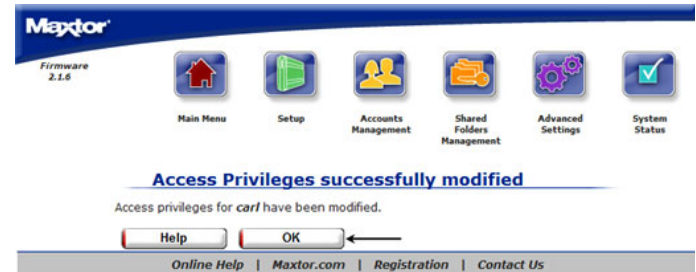 Maxtor
Firmware
2.1.6
Main Menu
Setup
Accounts
Management
Shared
Folders
Management
Advanced
Settings
System
Status
Access Privileges successfully modified
Access privileges for carl have been modified.
Help
OK
Online Help | Maxtor.com | Registration | Contact Us